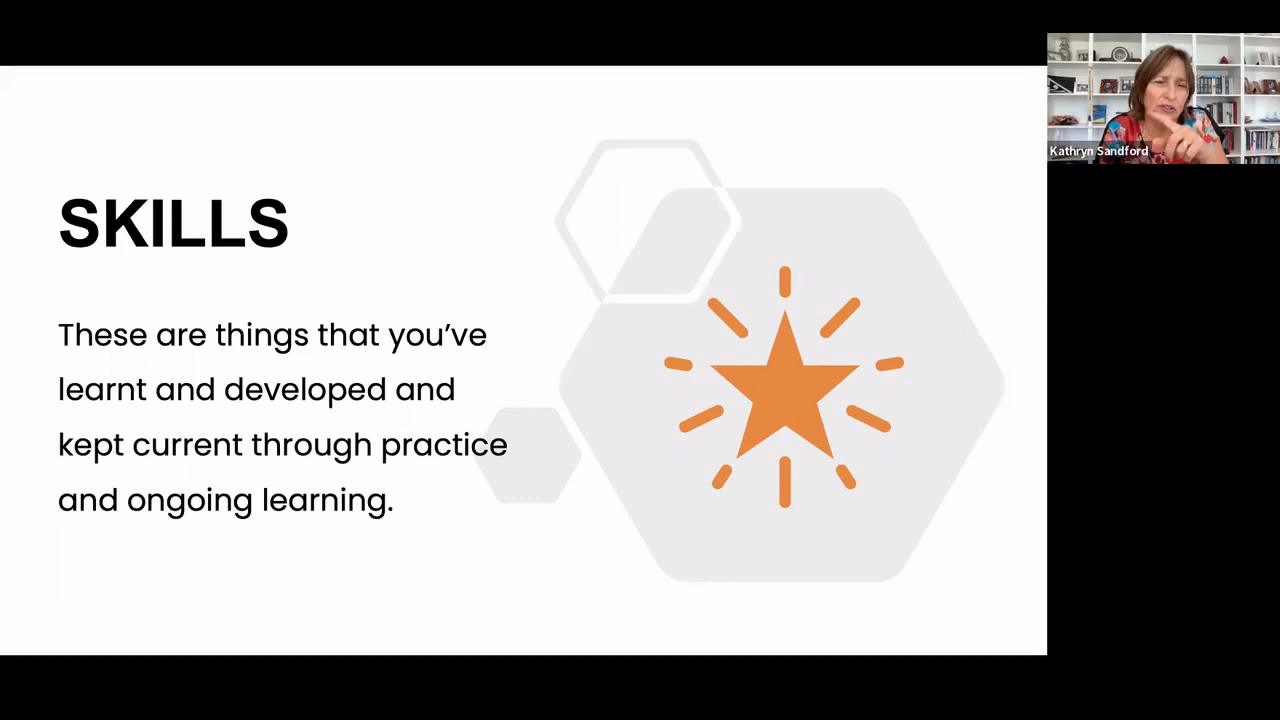 SKILLS
These are things that you’ve
learnt and developed and
kept current through practice
and ongoing learning.
Kathryn Sandford